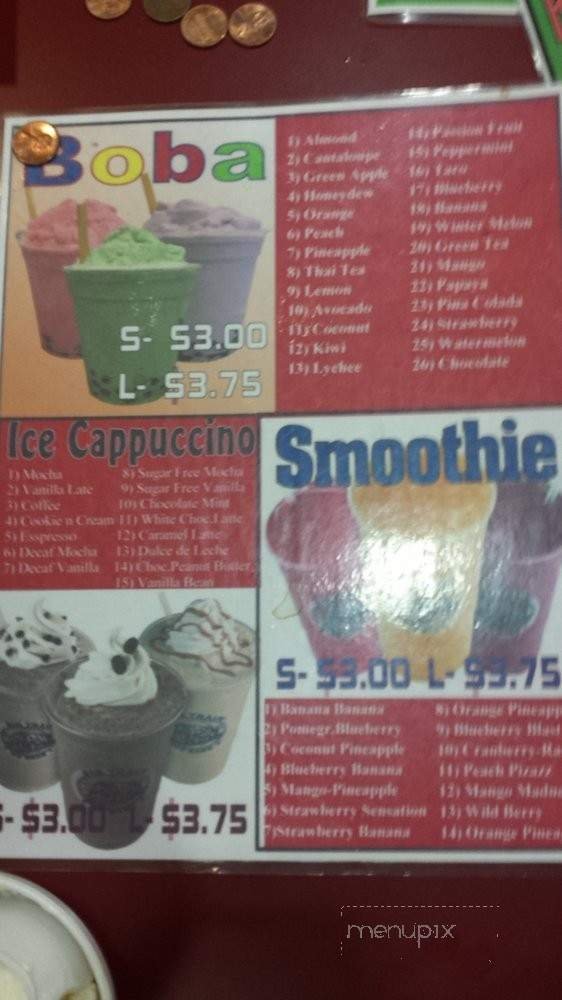 Boba
S- $3.00
L- $3.75
1) Almond
2) Cantaloupe
3) Green Apple
4) Honeydew
5) Orange
6) Peach
7) Pineapple
8) Thai Tea
9) Lemon
10) Avocado
11) Coconut
12) Kiwi
13) Lychee
14) Passion Fruit
15) Peppermint
16) Taro
17) Blueberry
18) Banana
19) Winter Melon
20) Green Tea
21) Mango
22) Papaya
23) Pina Colada
24) Strawberry
25) Watermelon
26) Chocolate
Ice Cappuccino
1) Mocha
2) Vanilla Late
3) Coffee
4) Cookie n Cream
5) Esspresso
6) Decaf Mocha
7) Decaf Vanilla
8) Sugar Free Mocha
9) Sugar Free Vanilla
10) Chocolate Mint
11) White Choc.Latte
12) Caramel Latte
13) Dulce de Leche
14) Choc.Peanut Butter
15) Vanilla Bean
S- $3.00 L- $3.75
Smoothie
S- $3.00 L- $3.75
1) Banana Banana
2) Pomegr.Blueberry
3) Coconut Pineapple
4) Blueberry Banana
5) Mango-Pineapple
6) Strawberry Sensation
7)Strawberry Banana
8) Orange Pineapp
9) Blueberry Blast
10) Cranberry-Ra
11) Peach Pizazz
12) Mango Madne
13) Wild Berry
14) Orange Pinea
menupix